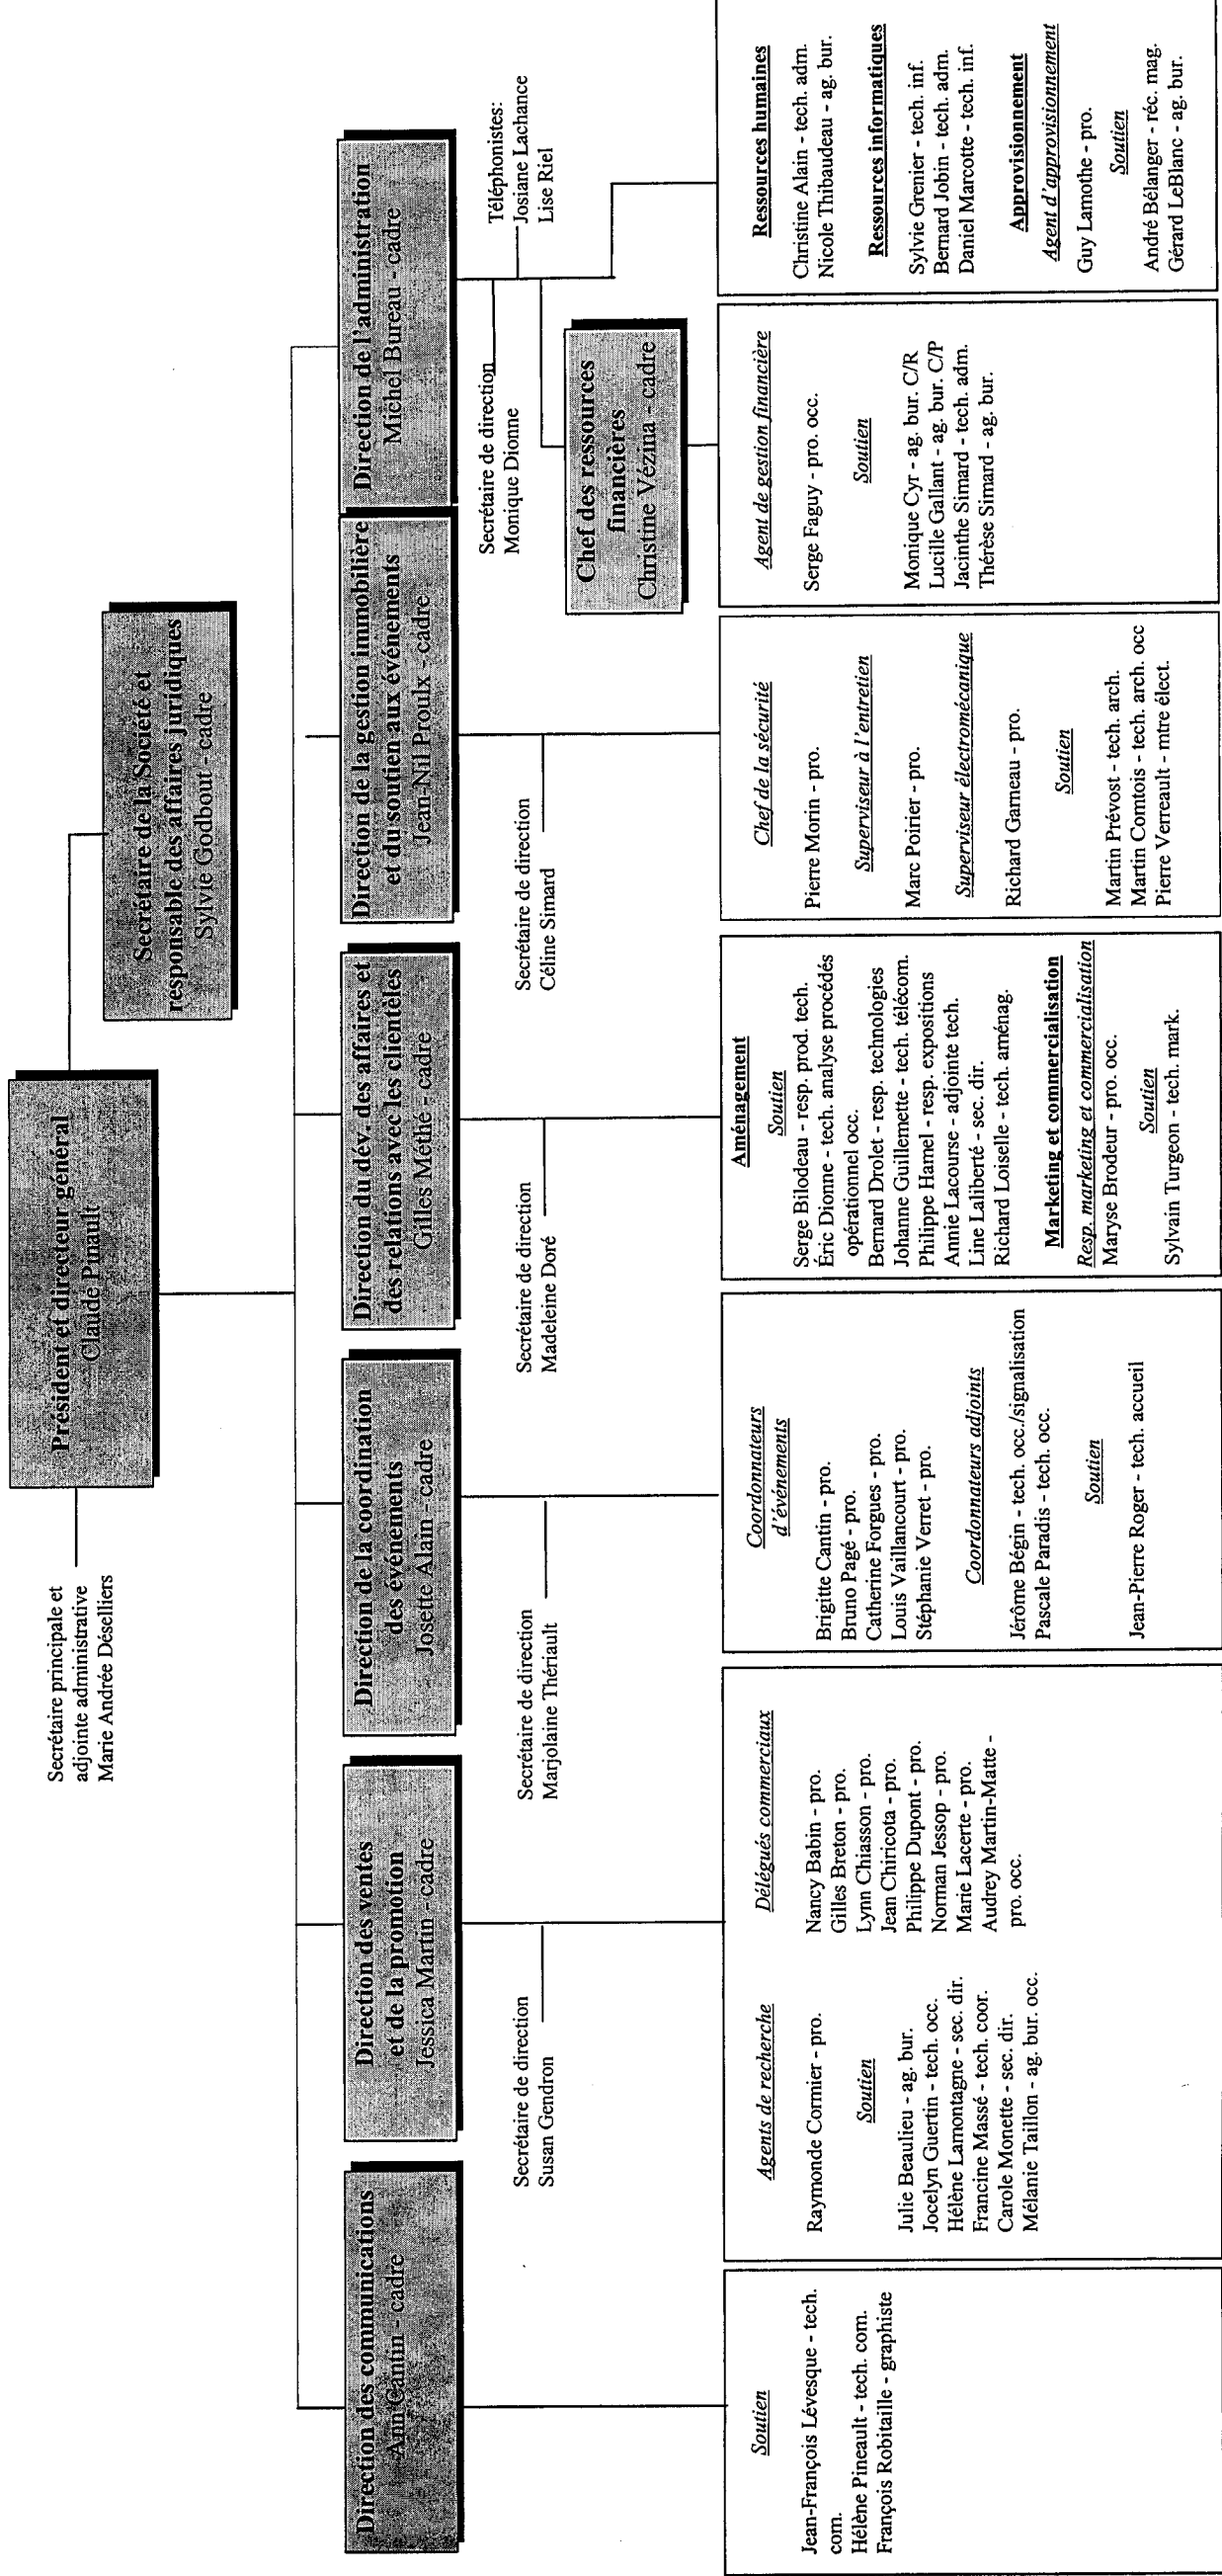 Président et directeur général
Claude Pinault
Secrétaire principale et
adjointe administrative
Marie Andrée Déselliers
Secrétaire de la Société et
responsable des affaires juridiques
Sylvie Godbout - cadre
Direction des communications
Ann Cantin - cadre
Direction des ventes
et de la promotion
Jessica Martin - cadre
Direction de la coordination
des événements
Josette Alain - cadre
Direction du dév. des affaires et
des relations avec les clientèles
Gilles Méthé - cadre
Direction de la gestion immobilière
et du soutien aux événements
Jean-Nil Proulx - cadre
Direction de l'administration
Michel Bureau - cadre
Secrétaire de direction
Susan Gendron
Secrétaire de direction
Marjolaine Thériault
Secrétaire de direction
Madeleine Doré
Secrétaire de direction
Céline Simard
Secrétaire de direction
Monique Dionne
Téléphonistes:
Josiane Lachance
Lise Riel
Chef des ressources
financières
Christine Vézina - cadre
Soutien
Jean-François Lévesque - tech.
com.
Hélène Pineault - tech. com.
François Robitaille - graphiste
Agents de recherche
Raymonde Cormier - pro.
Soutien
Julie Beaulieu - ag. bur.
Jocelyn Guertin - tech. occ.
Hélène Lamontagne - sec. dir.
Francine Massé - tech. coor.
Carole Monette - sec. dir.
Mélanie Taillon - ag. bur. occ.
Délégués commerciaux
Nancy Babin - pro.
Gilles Breton - pro.
Lynn Chiasson - pro.
Jean Chiricota - pro.
Philippe Dupont - pro.
Norman Jessop - pro.
Marie Lacerte - pro.
Audrey Martin-Matte -
pro. occ.
Coordonnateurs
d'événements
Brigitte Cantin - pro.
Bruno Pagé - pro.
Catherine Forgues - pro.
Louis Vaillancourt - pro.
Stéphanie Verret - pro.
Coordonnateurs adjoints
Jérôme Bégin - tech. occ./signalisation
Pascale Paradis - tech. occ.
Soutien
Jean-Pierre Roger - tech. accueil
Aménagement
Soutien
Serge Bilodeau - resp. prod. tech.
Éric Dionne - tech. analyse procédés
opérationnel occ.
Bernard Drolet - resp. technologies
Johanne Guillemette - tech. télécom.
Philippe Hamel - resp. expositions
Annie Lacourse - adjointe tech.
Line Laliberté - sec. dir.
Richard Loiselle - tech. aménag.
Marketing et commercialisation
Resp. marketing et commercialisation
Maryse Brodeur - pro. occ.
Soutien
Sylvain Turgeon - tech. mark.
Chef de la sécurité
Pierre Morin - pro.
Superviseur à l'entretien
Marc Poirier - pro.
Superviseur électromécanique
Richard Garneau - pro.
Soutien
Martin Prévost - tech. arch.
Martin Comtois - tech. arch. occ
Pierre Verreault - mtre élect.
Agent de gestion financière
Serge Faguy - pro. occ.
Soutien
Monique Cyr - ag. bur. C/R
Lucille Gallant - ag. bur. C/P
Jacinthe Simard - tech. adm.
Thérèse Simard - ag. bur.
Ressources humaines
Christine Alain - tech. adm.
Nicole Thibaudeau - ag. bur.
Ressources informatiques
Sylvie Grenier - tech. inf.
Bernard Jobin - tech. adm.
Daniel Marcotte - tech. inf.
Approvisionnement
Agent d'approvisionnement
Guy Lamothe - pro.
Soutien
André Bélanger - réc. mag.
Gérard LeBlanc - ag. bur.